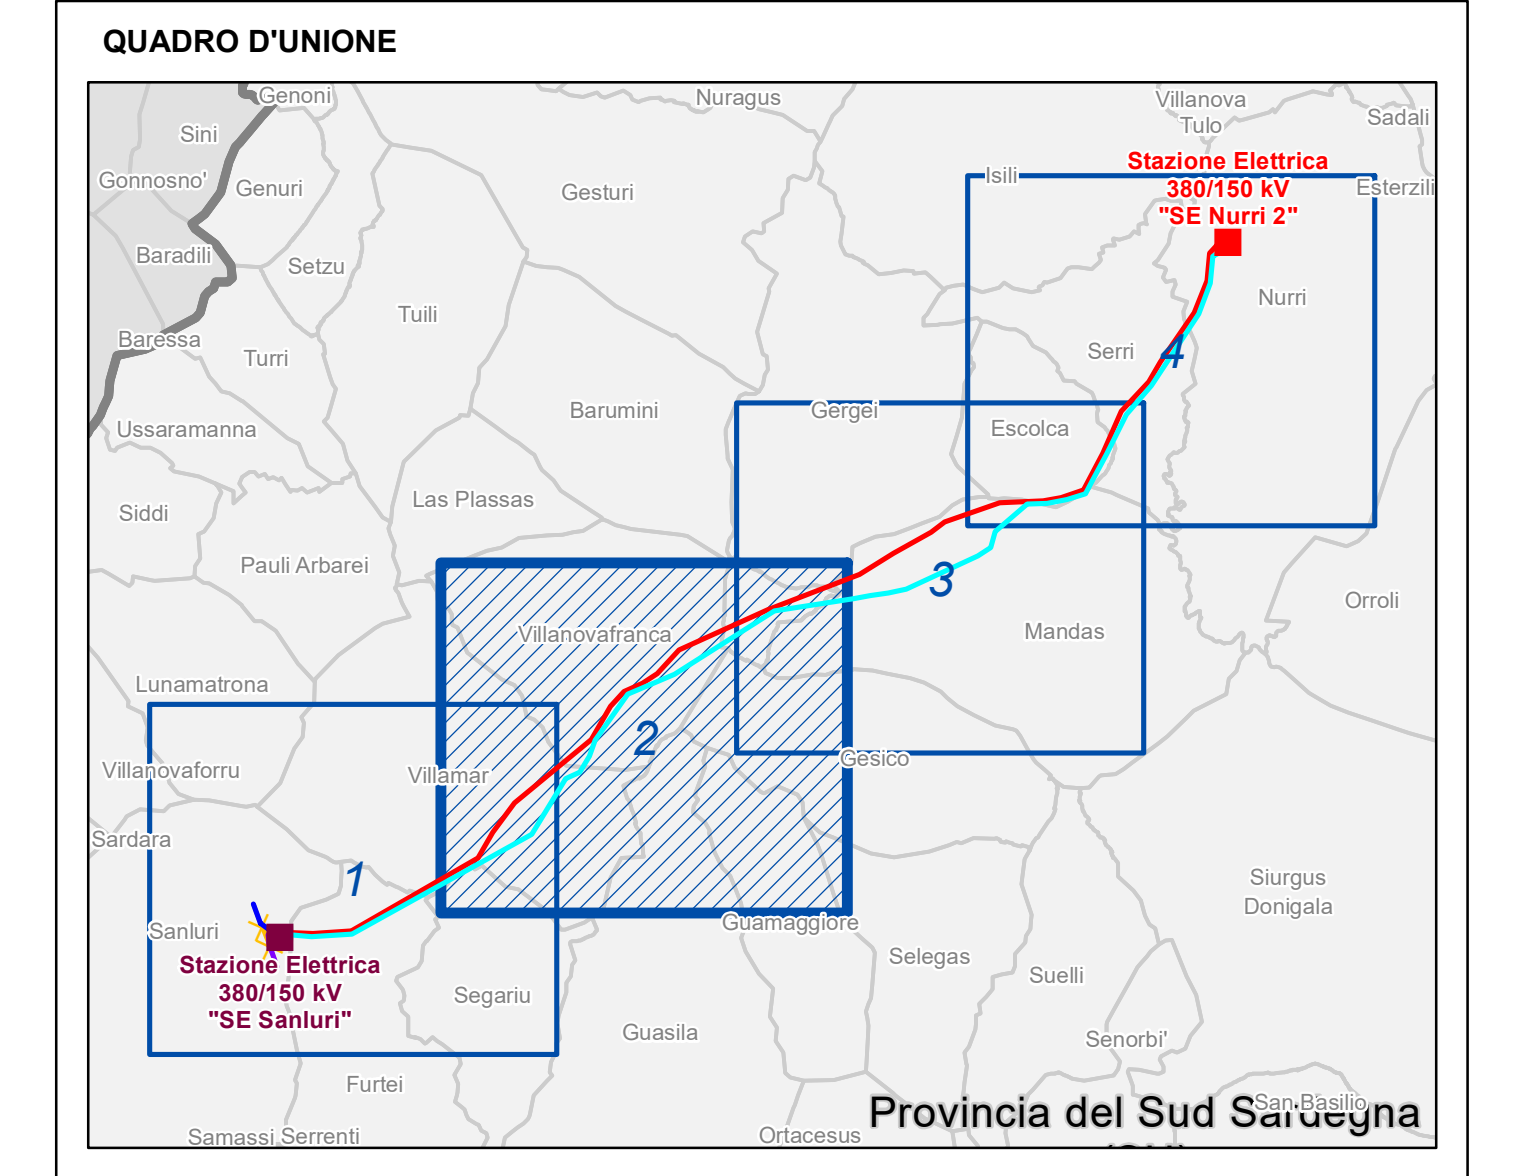 QUADRO D'UNIONE
Genoni
Nuragus
Villanova
Tulo
Sadali
Sini
Gonnosno'
Genuri
Gesturi
Isili
Stazione Elettrica
380/150 kV
"SE Nurri 2"
Esterzili
Baradili
Setzu
Nurri
Tuili
Baressa
Turri
Serri
4
Barumini
Gergei
Escolca
Ussaramanna
Siddi
Las Plassas
Pauli Arbarei
3
Orroli
Villanovafranca
Mandas
Lunamatrona
2
Villanovaforru
Villamar
Gesico
Sardara
1
Siurgus
Donigala
Sanluri
Guamaggiore
Selegas
Suelli
Stazione Elettrica
380/150 kV
"SE Sanluri"
Segariu
Guasila
Senorbi'
Furtei
San Basilio
Provincia del Sud Sardegna
Samassi
Serrenti
Ortacesus